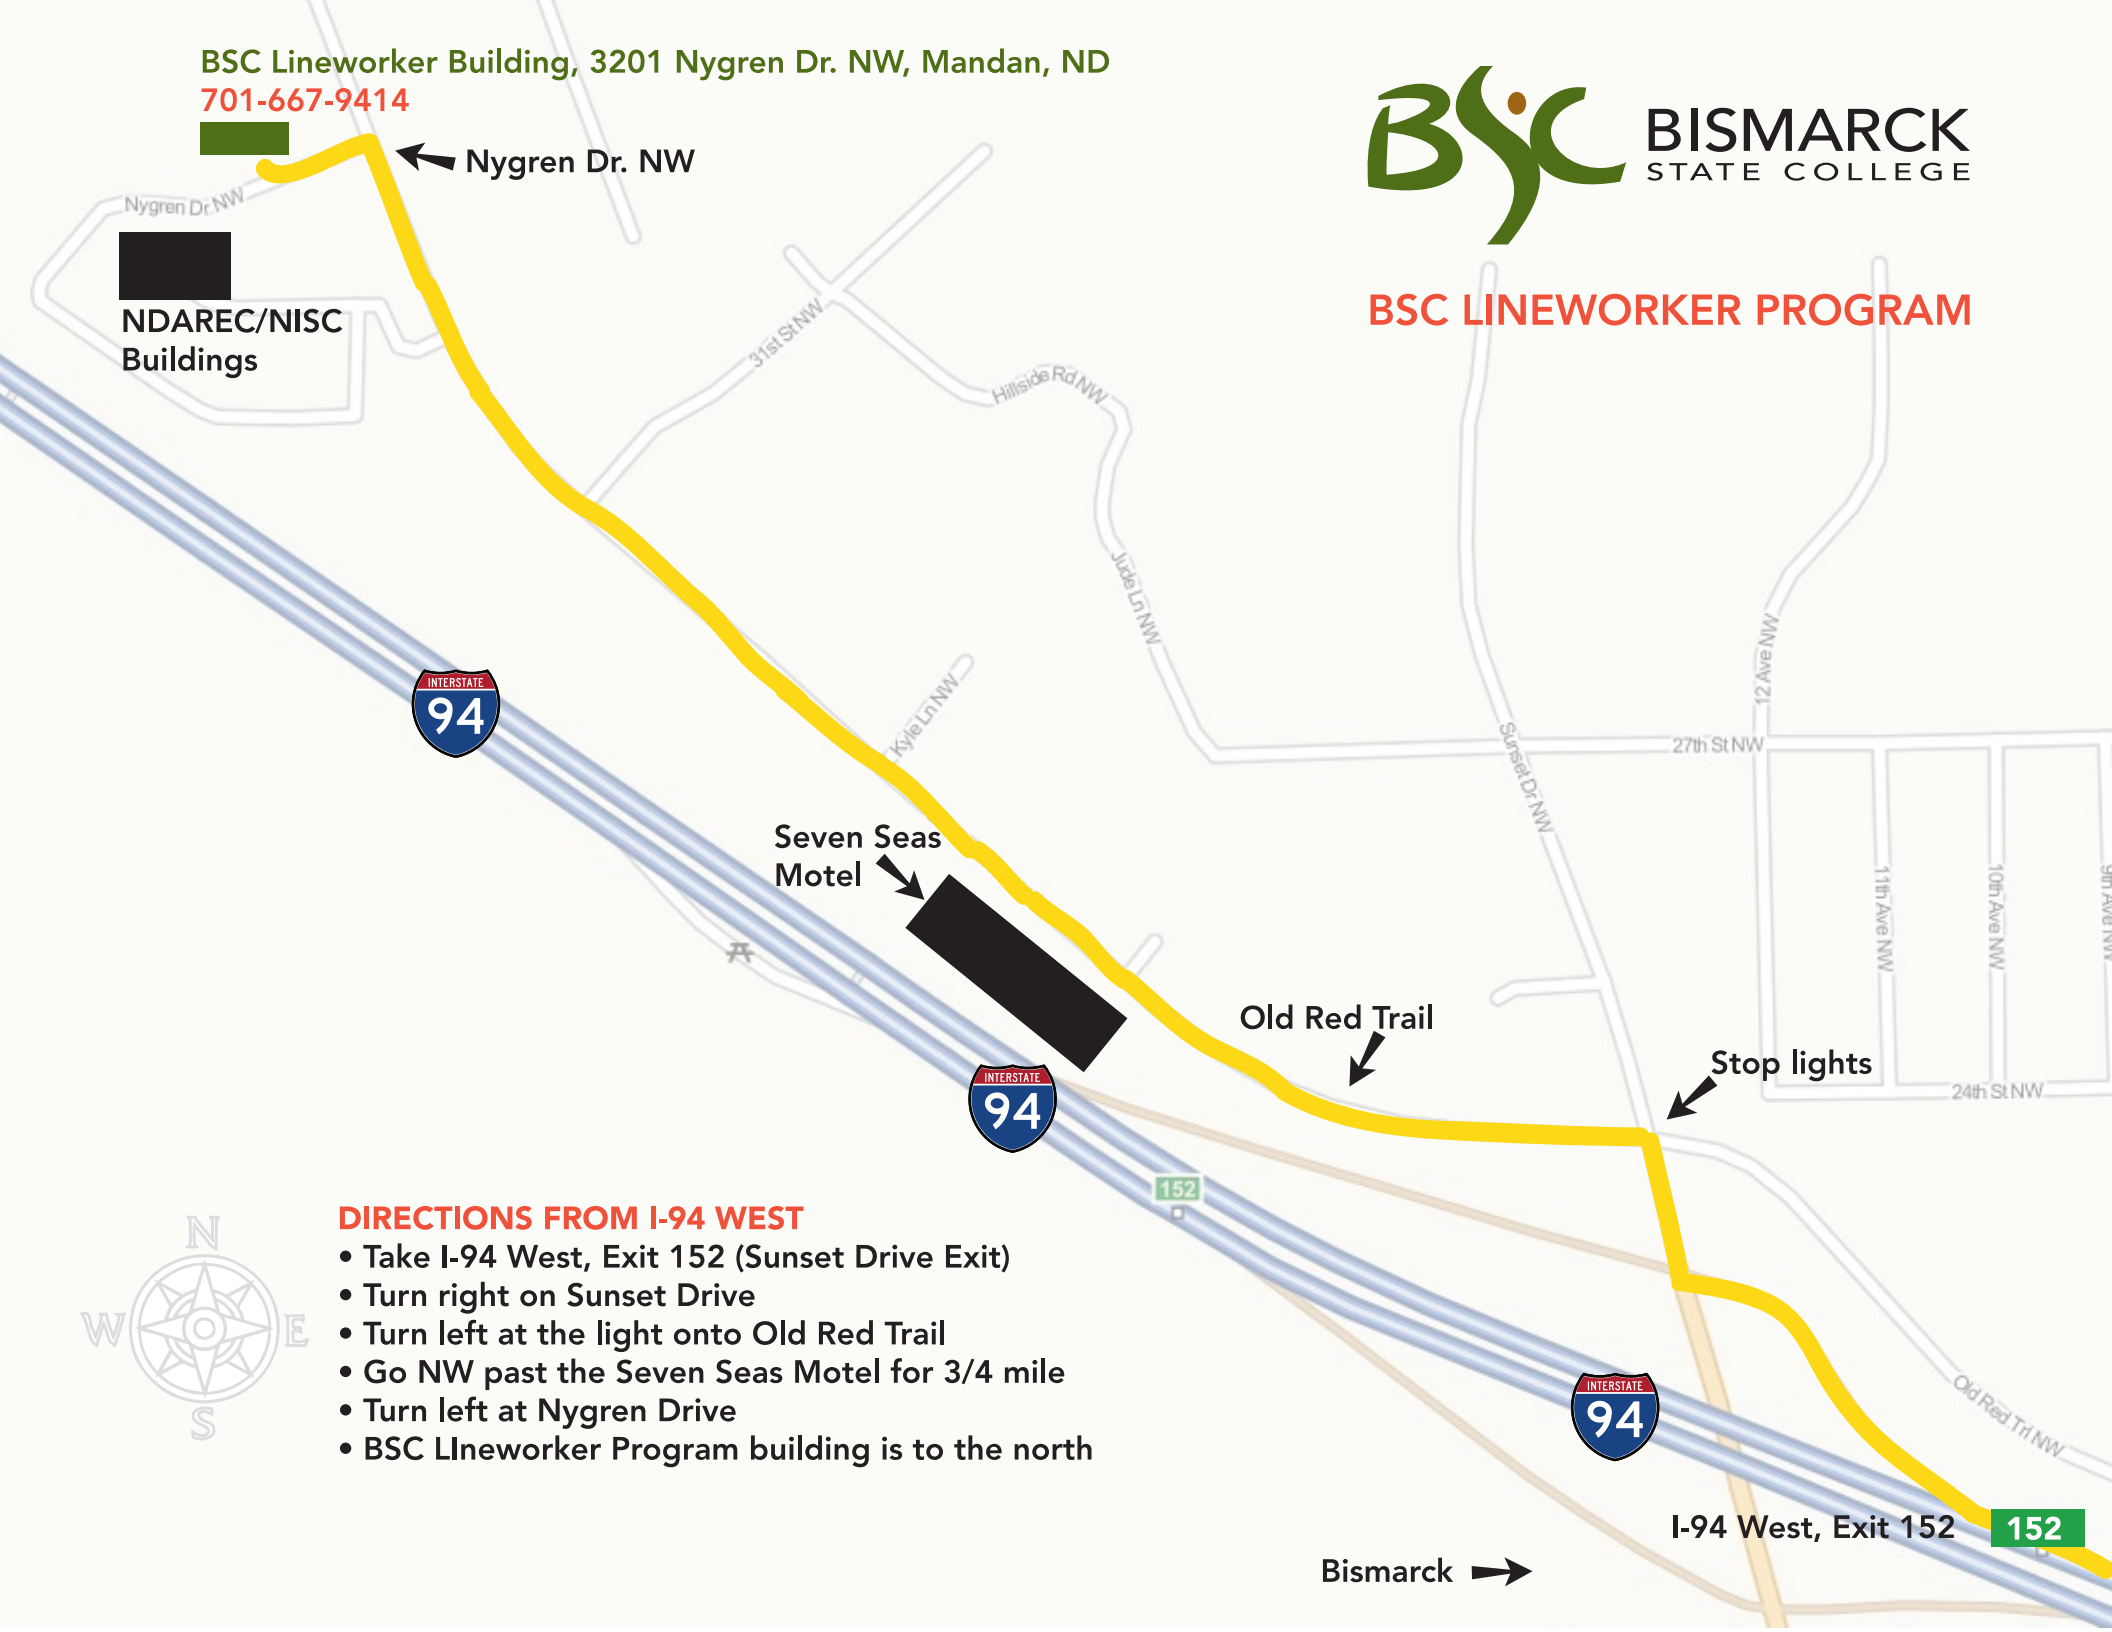 BSC Lineworker Building, 3201 Nygren Dr. NW, Mandan, ND
701-667-9414
Nygren Dr. NW
BSC
BISMARCK
STATE COLLEGE
BSC LINEWORKER PROGRAM
Nygren Dr NW
NDAREC/NISC
Buildings
31st St NW
Hillside Rd NW
Jude Ln NW
12 Ave NW
Kyle Ln NW
Sunset Dr NW
27th St NW
INTERSTATE
94
Seven Seas
Motel
11th Ave NW
10th Ave NW
9th Ave NW
Old Red Trail
Stop lights
24th St NW
INTERSTATE
94
152
N
W
E
S
DIRECTIONS FROM I-94 WEST
• Take I-94 West, Exit 152 (Sunset Drive Exit)
• Turn right on Sunset Drive
• Turn left at the light onto Old Red Trail
• Go NW past the Seven Seas Motel for 3/4 mile
• Turn left at Nygren Drive
• BSC LIneworker Program building is to the north
INTERSTATE
94
Old Red Trl NW
I-94 West, Exit 152
152
Bismarck